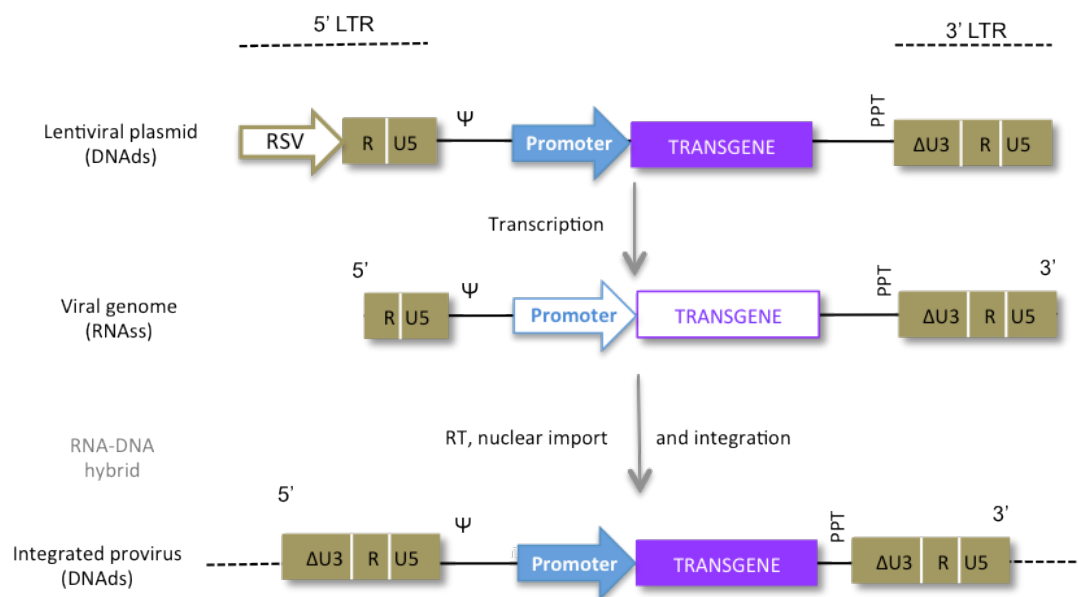 5' LTR
3' LTR
Lentiviral plasmid
(DNAds)
RSV
R
U5
Ψ
Promoter
TRANSGENE
PPT
ΔU3
R
U5
Transcription
Viral genome
(RNAss)
5'
R
U5
Ψ
Promoter
TRANSGENE
PPT
3'
ΔU3
R
U5
RNA-DNA
hybrid
RT, nuclear import
and integration
Integrated provirus
(DNAds)
5'
ΔU3
R
U5
Ψ
Promoter
TRANSGENE
PPT
3'
ΔU3
R
U5